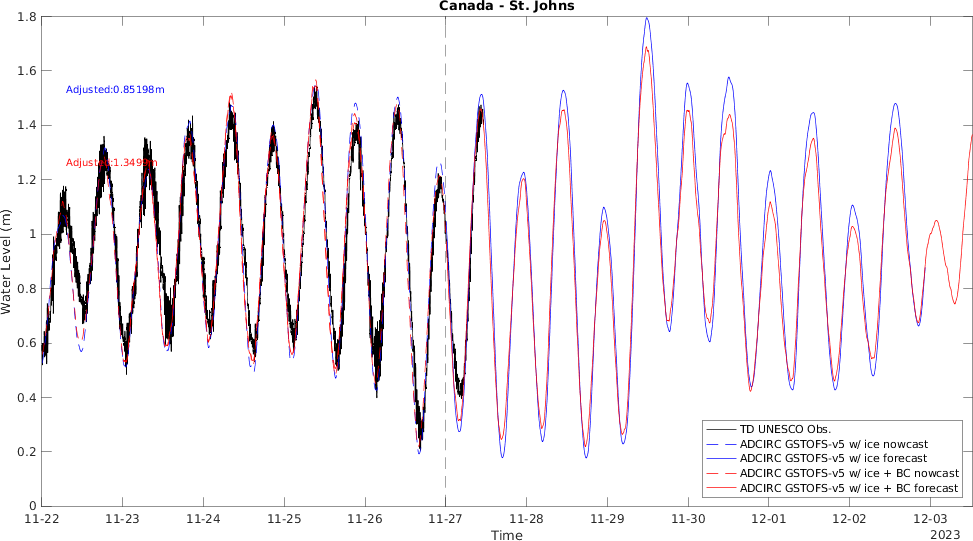 Canada - St. Johns
1.8
1.6
1.4
1.2
1
0.8
0.6
0.4
0.2
0
Water Level (m)
Adjusted:0.85198m
TD UNESCO Obs.
ADCIRC GSTOFS-v5 w/ ice nowcast
ADCIRC GSTOFS-v5 w/ ice forecast
ADCIRC GSTOFS-v5 w/ ice + BC nowcast
ADCIRC GSTOFS-v5 w/ ice + BC forecast
11-22 11-23 11-24 11-25 11-26 11-27 11-28 11-29 11-30 12-01 12-02 12-03
Time
2023